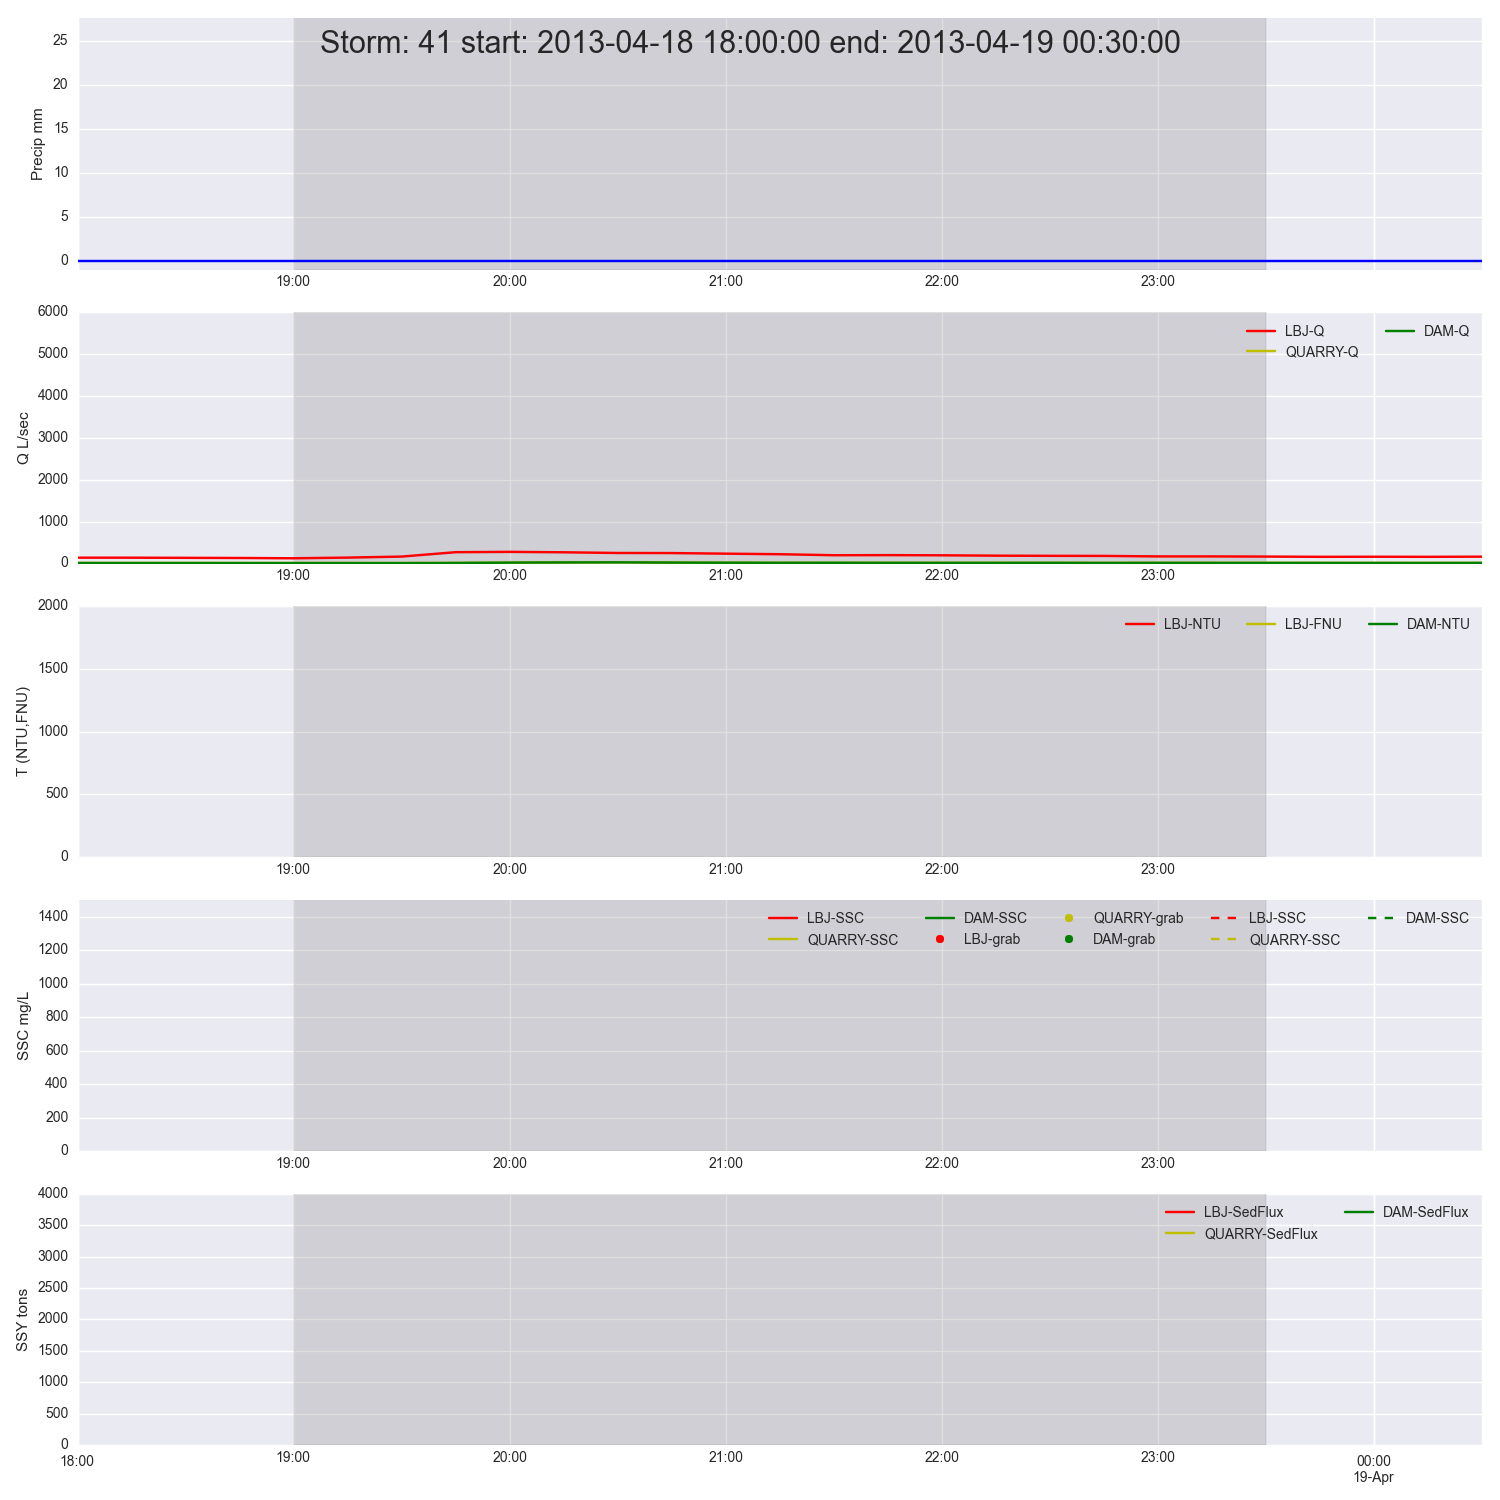 Storm: 41 start: 2013-04-18 18:00:00 end: 2013-04-19 00:30:00
Precip mm
25
20
15
10
5
0
19:00 20:00 21:00 22:00 23:00
Q L/sec
6000
5000
4000
3000
2000
1000
0
LBJ-Q DAM-Q
QUARRY-Q
19:00 20:00 21:00 22:00 23:00
T (NTU,FNU)
2000
1500
1000
500
0
LBJ-NTU LBJ-FNU DAM-NTU
19:00 20:00 21:00 22:00 23:00
SSC mg/L
1400
1200
1000
800
600
400
200
0
LBJ-SSC DAM-SSC QUARRY-grab LBJ-SSC DAM-SSC
QUARRY-SSC LBJ-grab DAM-grab QUARRY-SSC
19:00 20:00 21:00 22:00 23:00
SSY tons
4000
3500
3000
2500
2000
1500
1000
500
0
LBJ-SedFlux DAM-SedFlux
QUARRY-SedFlux
18:00 19:00 20:00 21:00 22:00 23:00 00:00
19-Apr